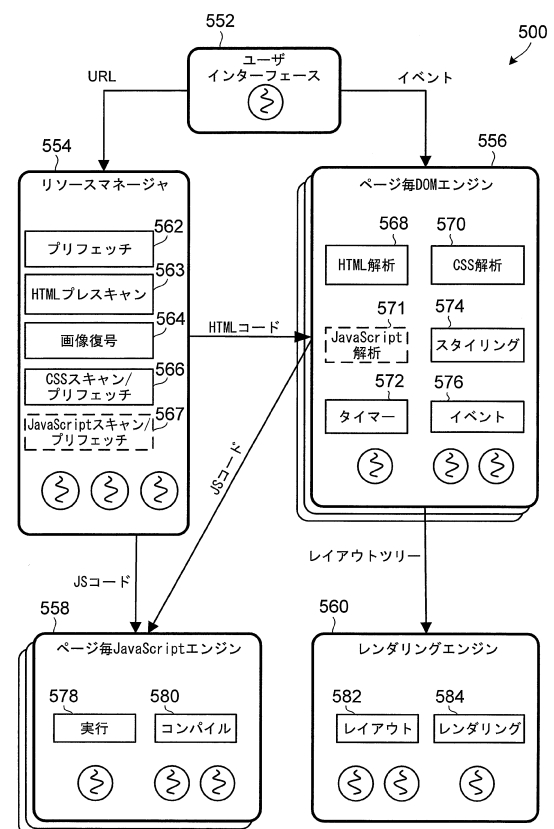 552
500
ユーザ
インターフェース
URL
イベント
554
556
リソースマネージャ
ページ毎DOMエンジン
562
プリフェッチ
563
HTMLプレスキャン
564
画像復号
566
CSSスキャン/
プリフェッチ
567
JavaScriptスキャン/
プリフェッチ
HTMLコード
568
HTML解析
570
CSS解析
571
JavaScript
解析
574
スタイリング
572
タイマー
576
イベント
JSコード
JSコード
レイアウトツリー
558
560
ページ毎JavaScriptエンジン
レンダリングエンジン
578
実行
580
コンパイル
582
レイアウト
584
レンダリング